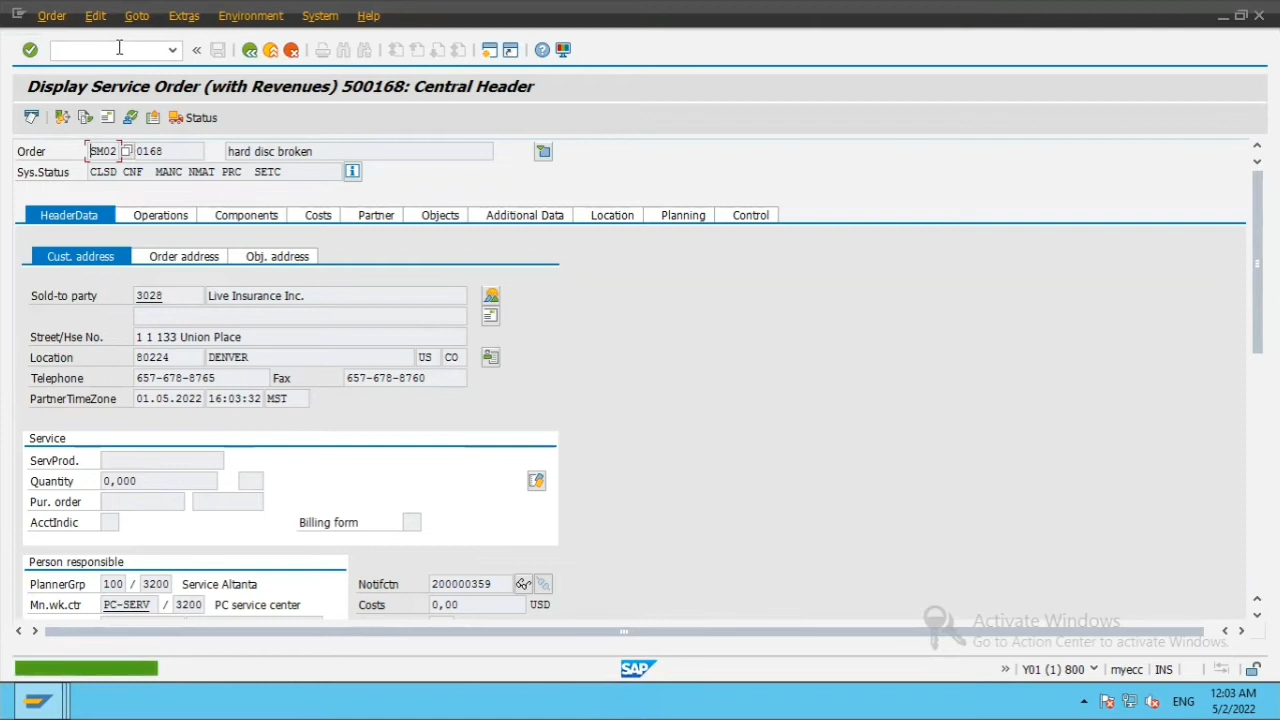 Order Edit Goto Extras Environment System Help
Display Service Order (with Revenues) 500168: Central Header
Status
Order SM02 0168 hard disc broken
Sys.Status CLSD CNF MANC NMAT PRC SETC
HeaderData Operations Components Costs Partner Objects Additional Data Location Planning Control
Cust. address Order address Obj. address
Sold-to party 3028 Live Insurance Inc.
Street/Hse No. 1 1 133 Union Place
Location 80224 DENVER US CO
Telephone 657-678-8765 Fax 657-678-8760
PartnerTimeZone 01.05.2022 16:03:32 MST
Service
ServProd.
Quantity 0,000
Pur. order
AcctIndic Billing form
Person responsible
PlannerGrp 100 / 3200 Service Altanta Notifctn 200000359
Mn.wk.ctr PC-SERV / 3200 PC service center Costs 0,00 USD
Activate Windows
Go to Action Center to activate Windows.
SAP Y01 (1) 800 myecc INS
ENG 12:03 AM
5/2/2022